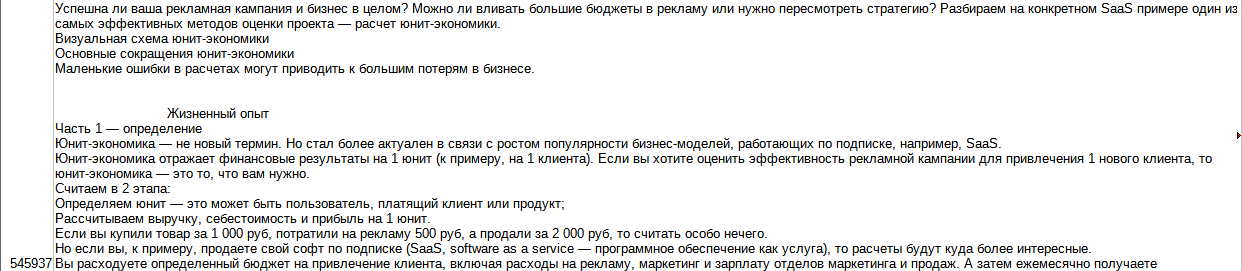 Успешна ли ваша рекламная кампания и бизнес в целом? Можно ли вливать большие бюджеты в рекламу или нужно пересмотреть стратегию? Разбираем на конкретном SaaS примере один из
самых эффективных методов оценки проекта — расчет юнит-экономики.
Визуальная схема юнит-экономики
Основные сокращения юнит-экономики
Маленькие ошибки в расчетах могут приводить к большим потерям в бизнесе.
Жизненный опыт
Часть 1 — определение
Юнит-экономика — не новый термин. Но стал более актуален в связи с ростом популярности бизнес-моделей, работающих по подписке, например, SaaS.
Юнит-экономика отражает финансовые результаты на 1 юнит (к примеру, на 1 клиента). Если вы хотите оценить эффективность рекламной кампании для привлечения 1 нового клиента, то
юнит-экономика — это то, что вам нужно.
Считаем в 2 этапа:
Определяем юнит — это может быть пользователь, платящий клиент или продукт;
Рассчитываем выручку, себестоимость и прибыль на 1 юнит.
Если вы купили товар за 1 000 руб, потратили на рекламу 500 руб, а продали за 2 000 руб, то считать особо нечего.
Но если вы, к примеру, продаете свой софт по подписке (SaaS, software as a service — программное обеспечение как услуга), то расчеты будут куда более интересные.
545937 Вы расходуете определенный бюджет на привлечение клиента, включая расходы на рекламу, маркетинг и зарплату отделов маркетинга и продаж. А затем ежемесячно получаете